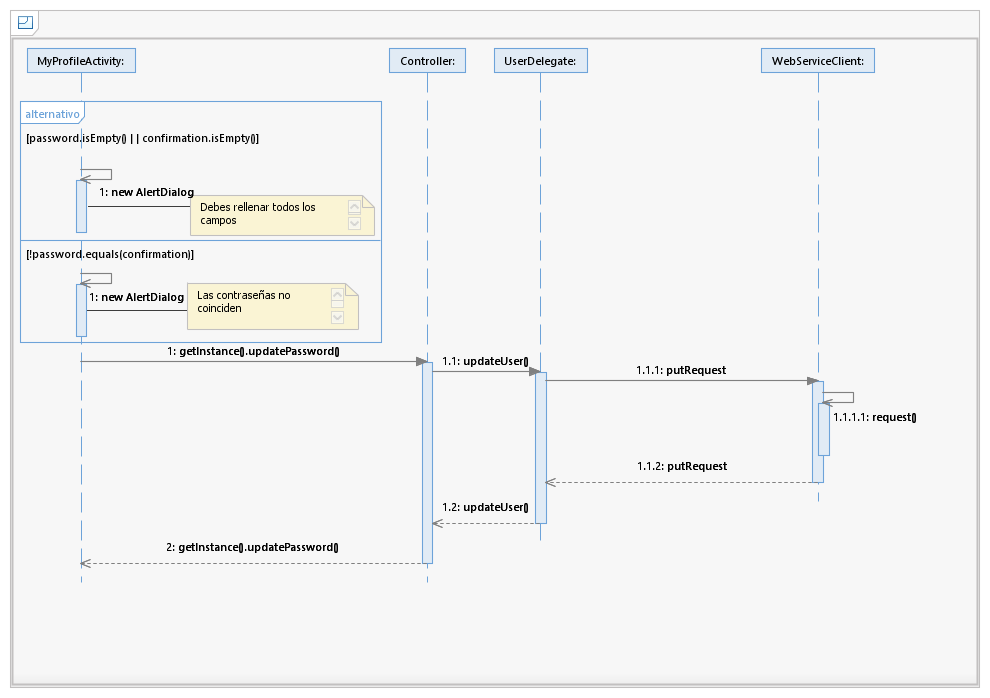 MyProfileActivity:
Controller:
UserDelegate:
WebServiceClient:
alternativo
[password.isEmpty() || confirmation.isEmpty()]
1: new AlertDialog
Debes rellenar todos los
campos
[!password.equals(confirmation)]
1: new AlertDialog
Las contraseñas no
coinciden
1: getInstance().updatePassword()
1.1: updateUser()
1.1.1: putRequest
1.1.1.1: request()
1.1.2: putRequest
1.2: updateUser()
2: getInstance().updatePassword()